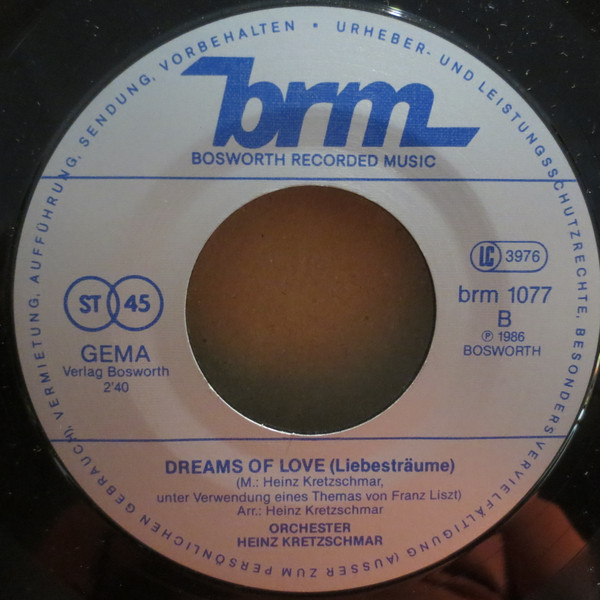 URHEBER- UND LEISTUNGSSCHUTZRECHTE, BESONDERS VERVIELFÄLTIGUNG (AUSSER ZUM PERSÖNLICHEN GEBRAUCH), VERMIETUNG, AUFFÜHRUNG, SENDUNG, VORBEHALTEN •
brm
BOSWORTH RECORDED MUSIC
LC 3976
ST 45
brm 1077
B
GEMA
℗ 1986
Verlag Bosworth
BOSWORTH
2'40
DREAMS OF LOVE (Liebesträume)
(M.: Heinz Kretzschmar,
unter Verwendung eines Themas von Franz Liszt)
Arr.: Heinz Kretzschmar
ORCHESTER
HEINZ KRETZSCHMAR